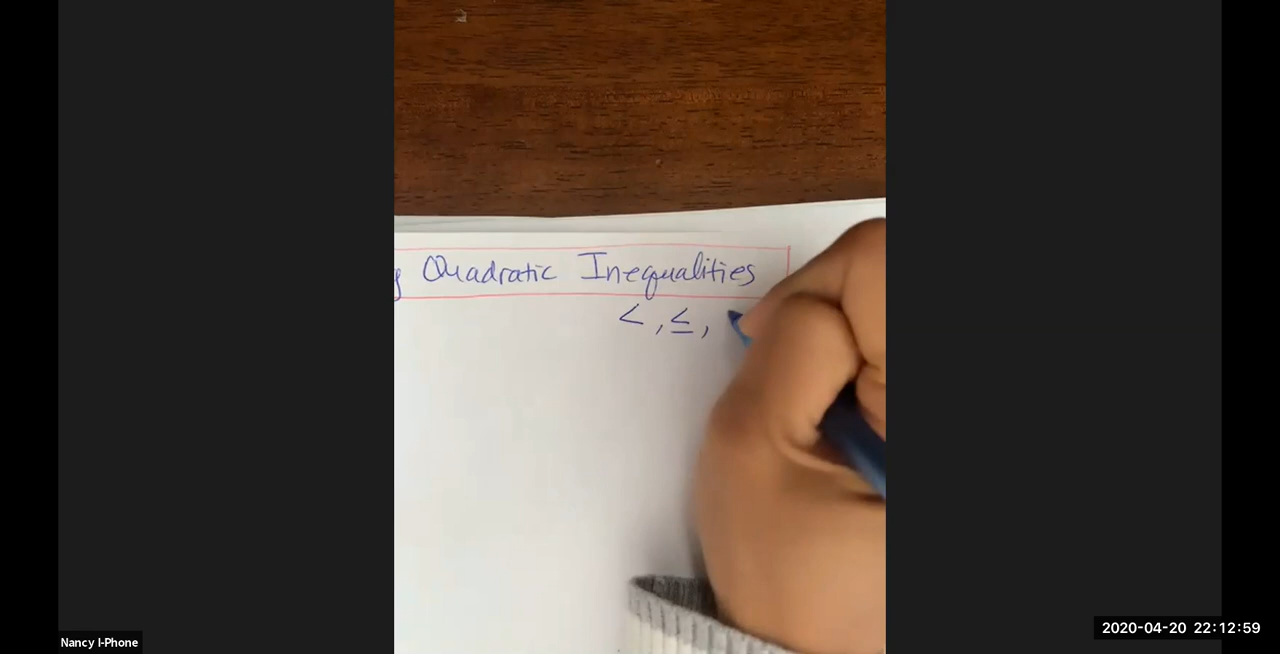 Quadratic Inequalities
<, ≤,
Nancy I-Phone
2020-04-20 22:12:59